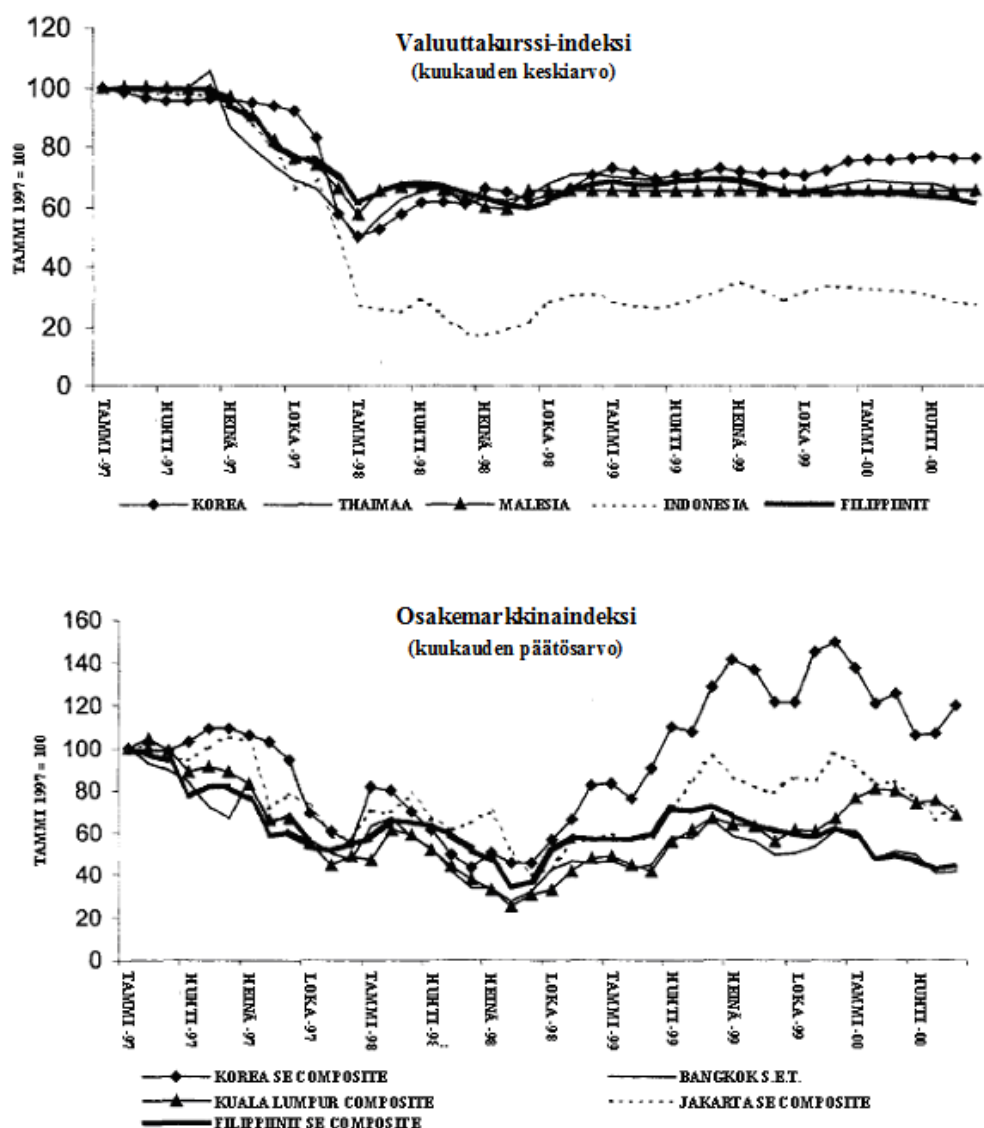 Valuuttakurssi-indeksi
(kuukauden keskiarvo)
TAMMI 1997 = 100
120
100
80
60
40
20
0
TAMMI -97
HUHTI-97
HEINÄ -97
LOKA -97
TAMMI-98
HUHTI-98
HEINÄ -98
LOKA -98
TAMMI-99
HUHTI-99
HEINÄ -99
LOKA -99
TAMMI -00
HUHTI -00
KOREA THAIMAA MALESIA INDONESIA FILIPPIINIT
Osakemarkkinaindeksi
(kuukauden päätösarvo)
TAMMI 1997 = 100
160
140
120
100
80
60
40
20
0
TAMMI -97
HUHTI-97
HEINÄ -97
LOKA -97
TAMMI -98
HEINÄ -98
LOKA -98
TAMMI-99
HUHTI-99
HEINÄ -99
LOKA -99
TAMMI -00
HUHTI -00
KOREA SE COMPOSITE BANGKOK S.E.T.
KUALA LUMPUR COMPOSITE JAKARTA SE COMPOSITE
FILIPPIINIT SE COMPOSITE